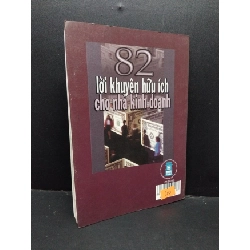 82
lời khuyên hữu ích
cho nhà kinh doanh